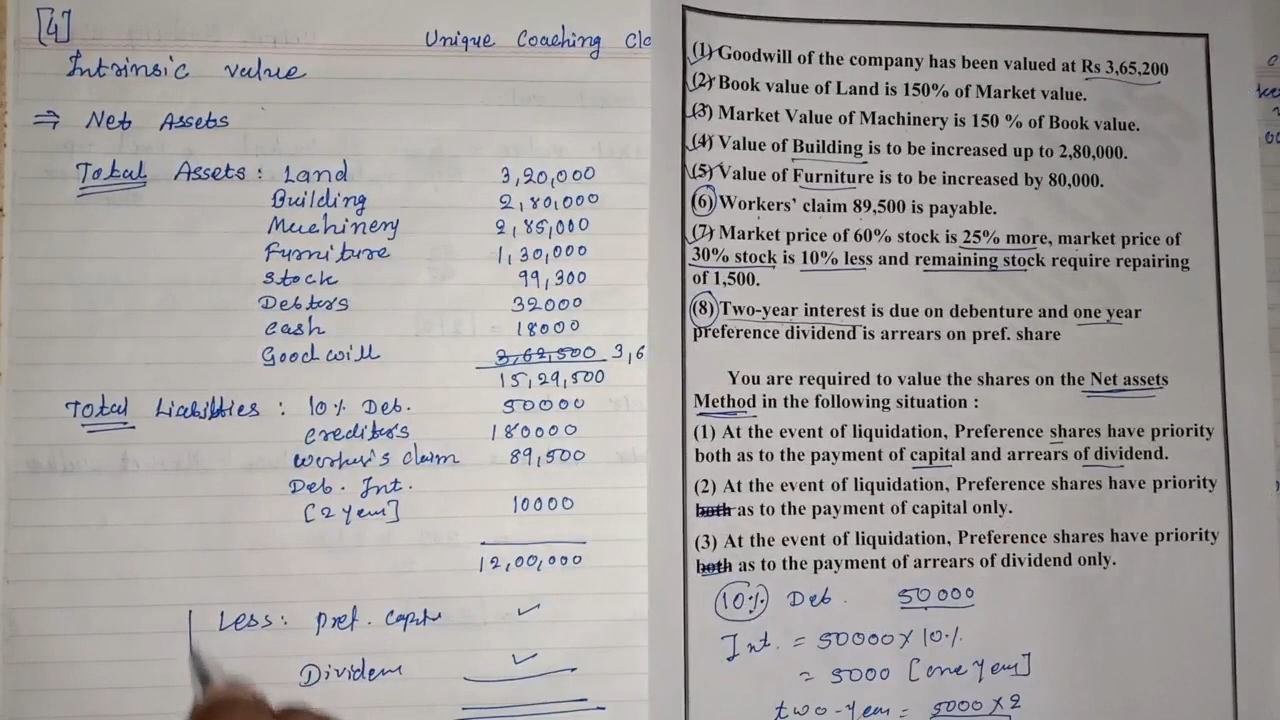 [4]
Unique Coaching Cla
Intrinsic value
⇒ Net Assets
Total Assets: Land 3,20,000
Building 2,80,000
Machinery 2,85,000
Furniture 1,30,000
Stock 99,300
Debtors 32000
Cash 18000
Goodwill 3,62,500 3,6
15,29,500
Total Liabilities: 10% Deb. 50000
Creditors 180000
Worker's claim 89,500
Deb. Int.
[2 year] 10000
12,00,000
Less: Pref. Capital ✓
Dividend ✓
(1) Goodwill of the company has been valued at Rs 3,65,200
(2) Book value of Land is 150% of Market value.
(3) Market Value of Machinery is 150 % of Book value.
(4) Value of Building is to be increased up to 2,80,000.
(5) Value of Furniture is to be increased by 80,000.
(6) Workers' claim 89,500 is payable.
(7) Market price of 60% stock is 25% more, market price of
30% stock is 10% less and remaining stock require repairing
of 1,500.
(8) Two-year interest is due on debenture and one year
preference dividend is arrears on pref. share
You are required to value the shares on the Net assets
Method in the following situation :
(1) At the event of liquidation, Preference shares have priority
both as to the payment of capital and arrears of dividend.
(2) At the event of liquidation, Preference shares have priority
both as to the payment of capital only.
(3) At the event of liquidation, Preference shares have priority
both as to the payment of arrears of dividend only.
10% Deb. 50000
Int. = 50000 × 10%
= 5000 [one year]
two-year = 5000 × 2